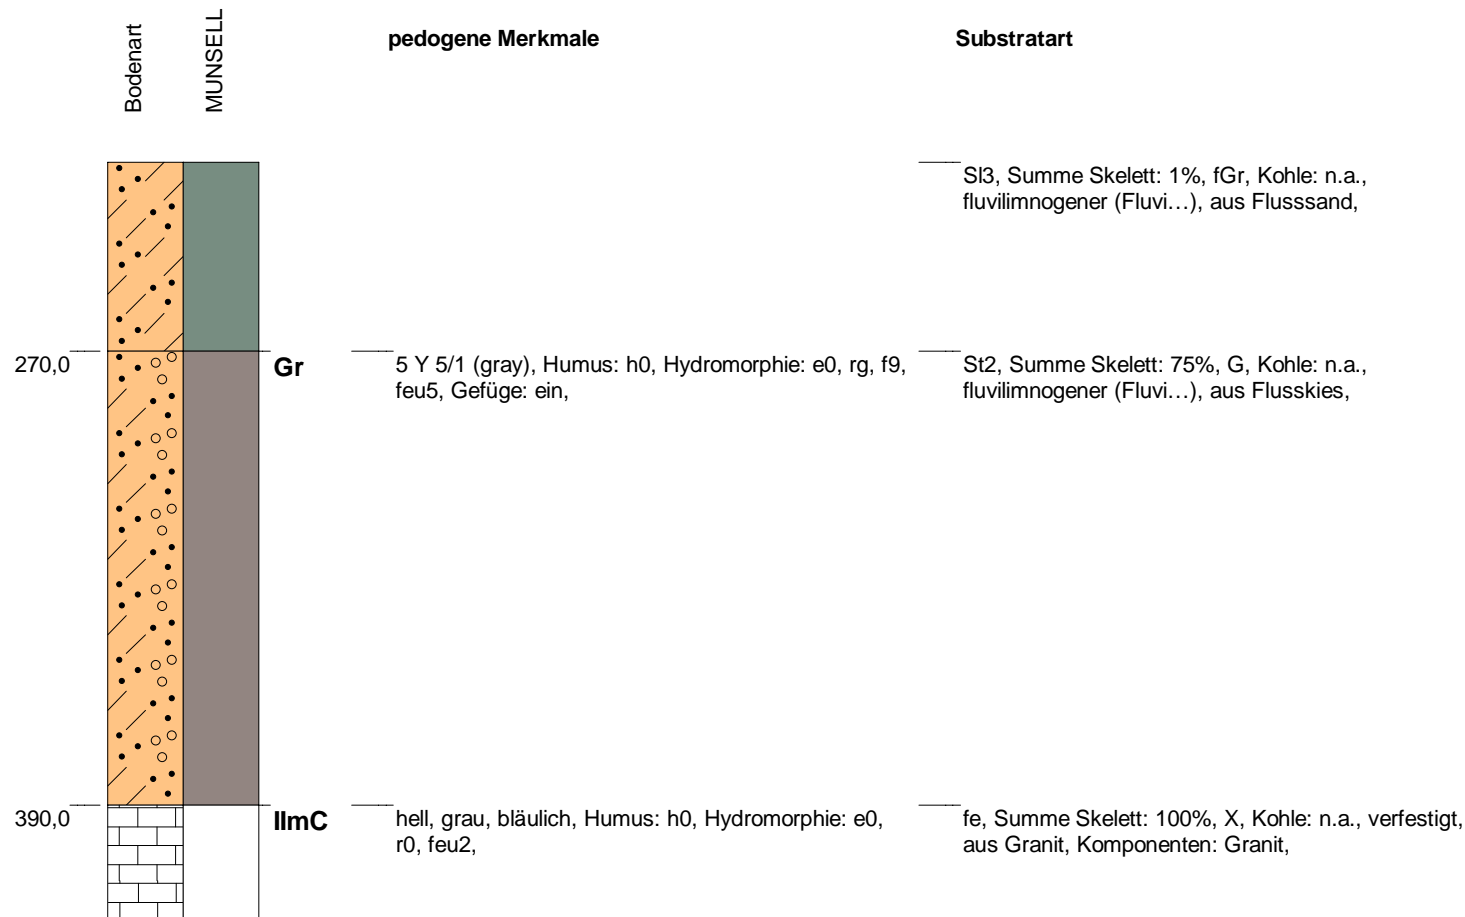 Bodenart
MUNSELL
pedogene Merkmale
Substratart
Sl3, Summe Skelett: 1%, fGr, Kohle: n.a.,
fluvilimnogener (Fluvi…), aus Flusssand,
270,0
Gr
5 Y 5/1 (gray), Humus: h0, Hydromorphie: e0, rg, f9,
feu5, Gefüge: ein,
St2, Summe Skelett: 75%, G, Kohle: n.a.,
fluvilimnogener (Fluvi…), aus Flusskies,
390,0
IImC
hell, grau, bläulich, Humus: h0, Hydromorphie: e0,
r0, feu2,
fe, Summe Skelett: 100%, X, Kohle: n.a., verfestigt,
aus Granit, Komponenten: Granit,